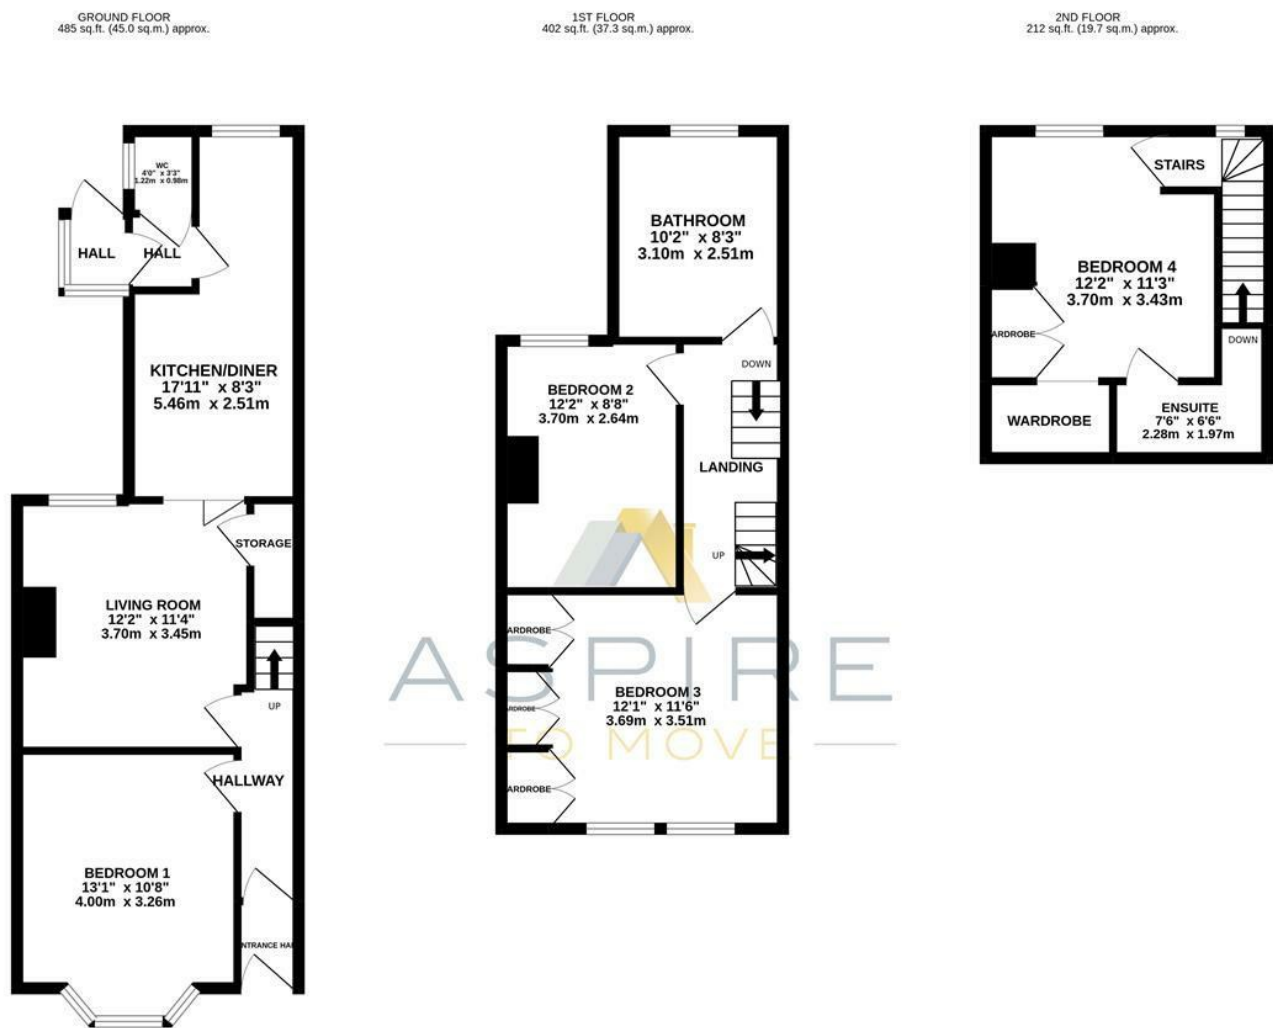 GROUND FLOOR
485 sq.ft. (45.0 sq.m.) approx.
1ST FLOOR
402 sq.ft. (37.3 sq.m.) approx.
2ND FLOOR
212 sq.ft. (19.7 sq.m.) approx.
WC
4'0" x 3'3"
1.22m x 0.98m
HALL
HALL
KITCHEN/DINER
17'11" x 8'3"
5.46m x 2.51m
STORAGE
LIVING ROOM
12'2" x 11'4"
3.70m x 3.45m
UP
HALLWAY
BEDROOM 1
13'1" x 10'8"
4.00m x 3.26m
NTRANCE HAL
BATHROOM
10'2" x 8'3"
3.10m x 2.51m
DOWN
BEDROOM 2
12'2" x 8'8"
3.70m x 2.64m
LANDING
UP
ARDROBE
ARDROBE
ARDROBE
BEDROOM 3
12'1" x 11'6"
3.69m x 3.51m
ASPIRE
TO MOVE
STAIRS
BEDROOM 4
12'2" x 11'3"
3.70m x 3.43m
ARDROBE
DOWN
WARDROBE
ENSUITE
7'6" x 6'6"
2.28m x 1.97m